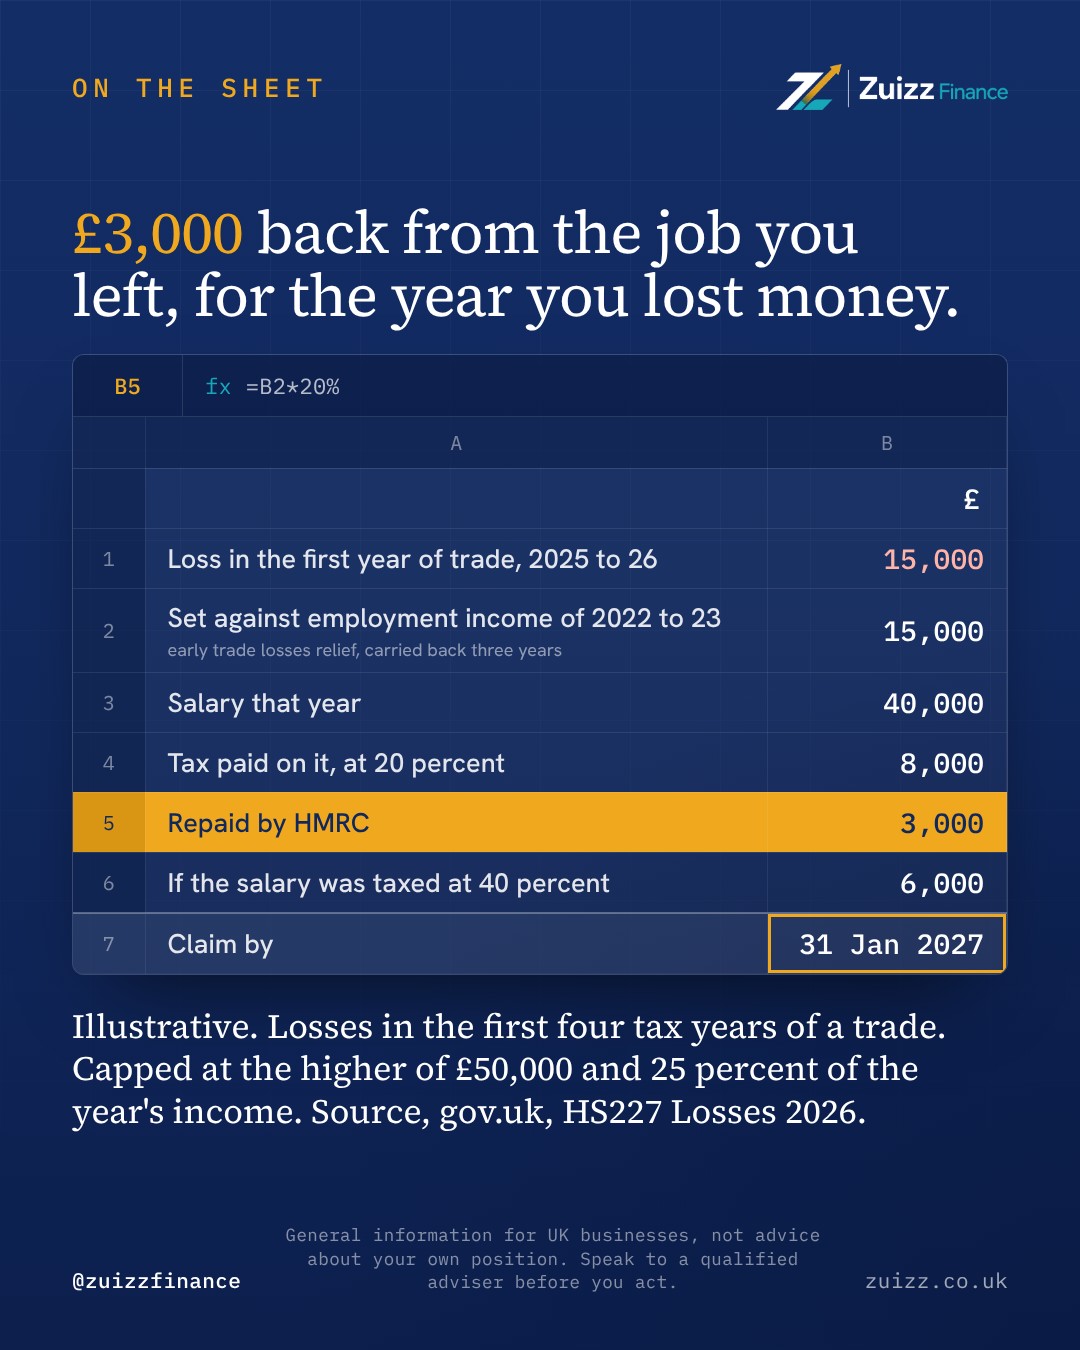 ON THE SHEET
Zuizz Finance
£3,000 back from the job you
left, for the year you lost money.
B5 fx =B2*20%
A B
£
1 Loss in the first year of trade, 2025 to 26 15,000
2 Set against employment income of 2022 to 23 15,000
early trade losses relief, carried back three years
3 Salary that year 40,000
4 Tax paid on it, at 20 percent 8,000
5 Repaid by HMRC 3,000
6 If the salary was taxed at 40 percent 6,000
7 Claim by 31 Jan 2027
Illustrative. Losses in the first four tax years of a trade.
Capped at the higher of £50,000 and 25 percent of the
year's income. Source, gov.uk, HS227 Losses 2026.
General information for UK businesses, not advice
about your own position. Speak to a qualified
adviser before you act.
@zuizzfinance
zuizz.co.uk